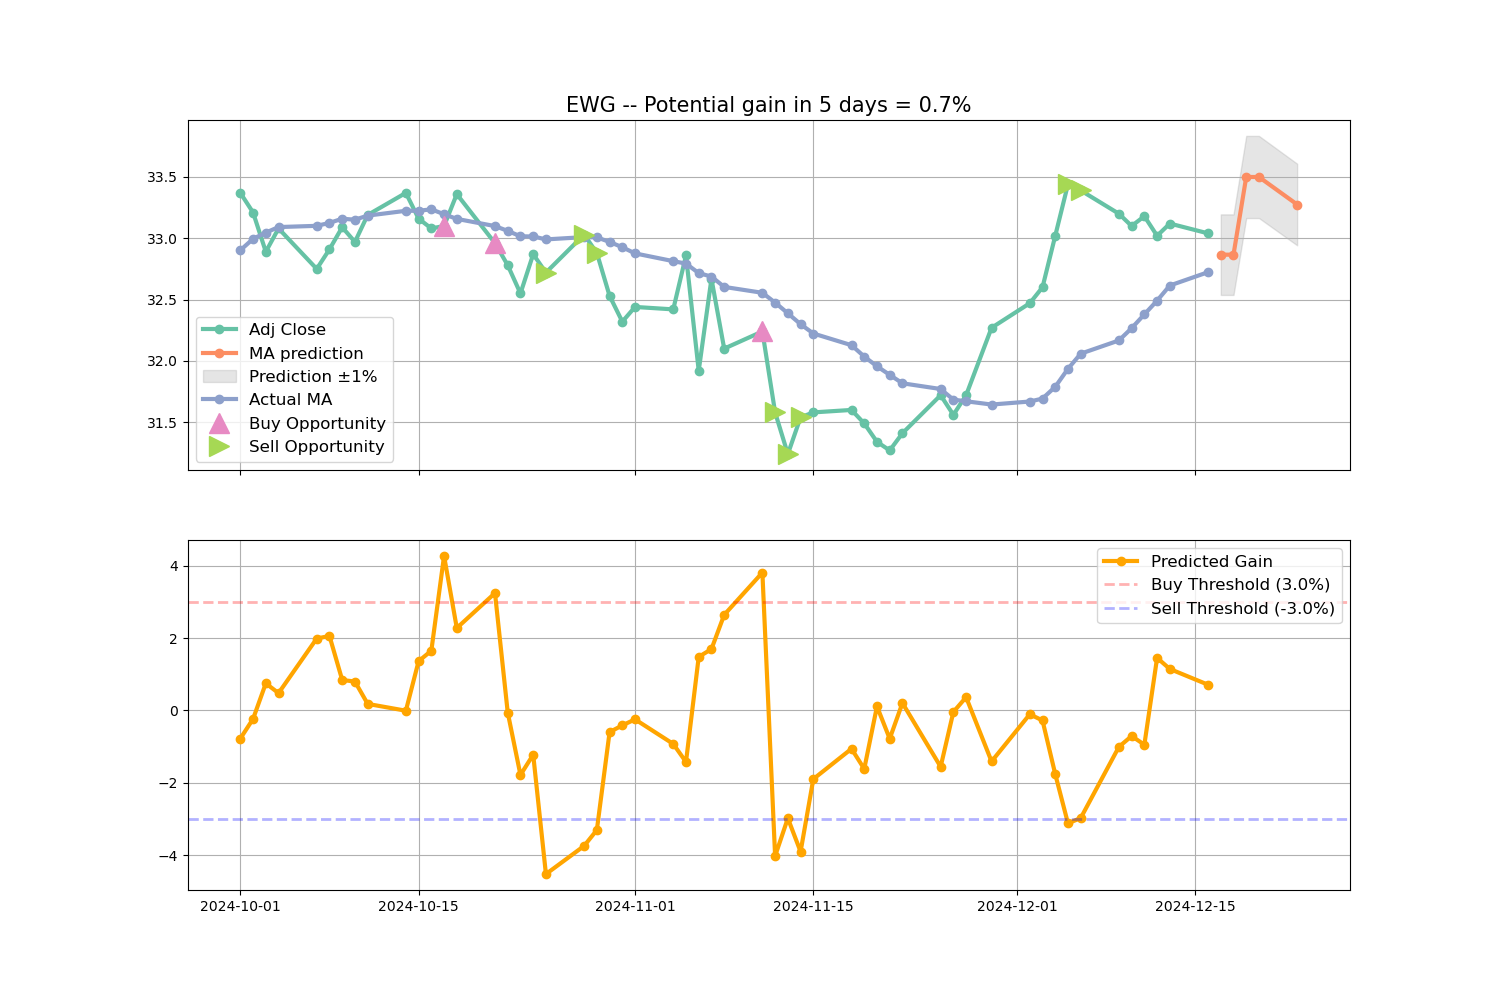 EWG -- Potential gain in 5 days = 0.7%
33.5
33.0
32.5
32.0
31.5
Adj Close
MA prediction
Prediction ±1%
Actual MA
Buy Opportunity
Sell Opportunity
4
2
0
−2
−4
Predicted Gain
Buy Threshold (3.0%)
Sell Threshold (-3.0%)
2024-10-01
2024-10-15
2024-11-01
2024-11-15
2024-12-01
2024-12-15